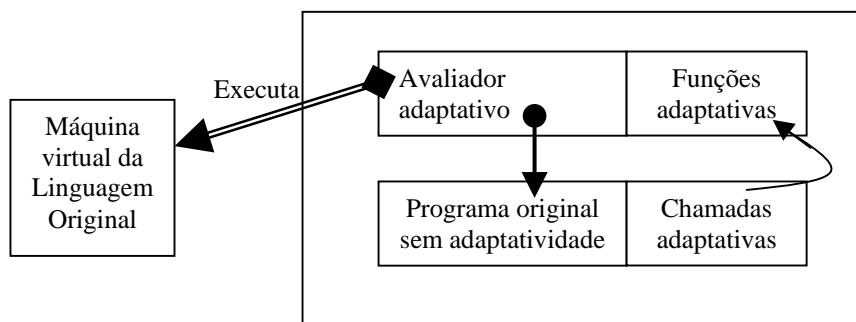 Executa
Máquina
virtual da
Linguagem
Original
Avaliador
adaptativo
Funções
adaptativas
Programa original
sem adaptatividade
Chamadas
adaptativas